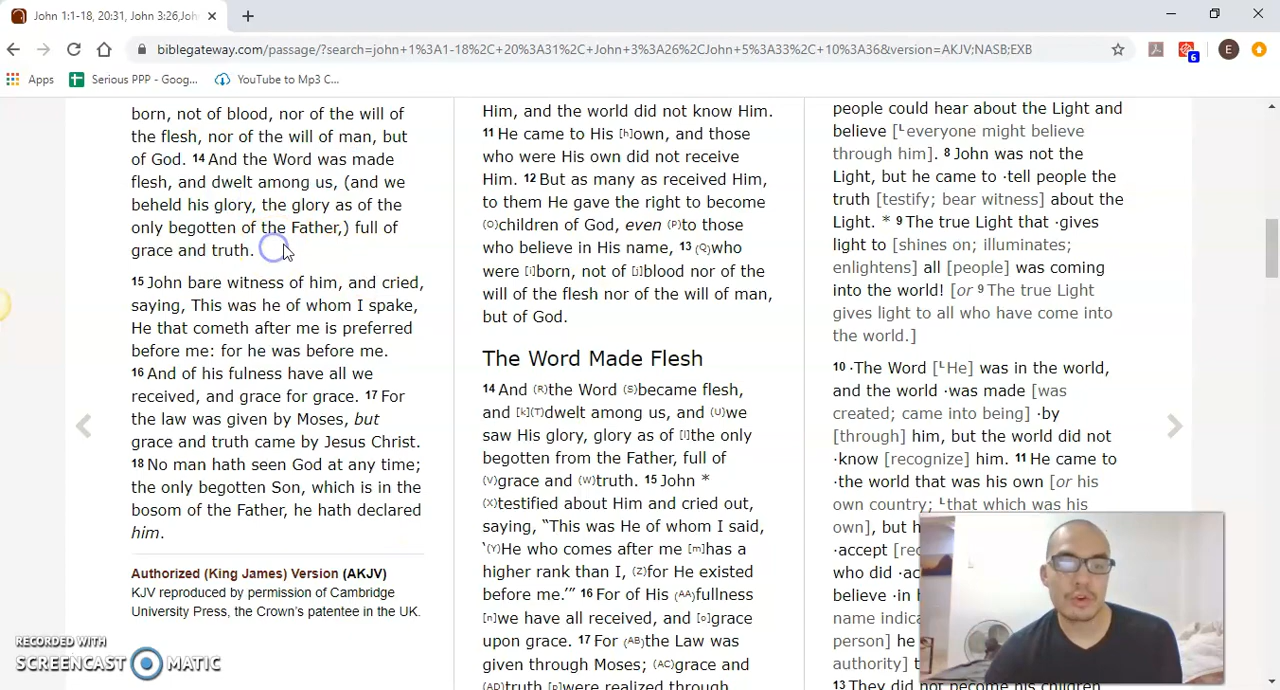 John 1:1-18, 20:31, John 3:26,Joh
biblegateway.com/passage/?search=john+1%3A1-18%2C+20%3A31%2C+John+3%3A26%2CJohn+5%3A33%2C+10%3A36&version=AKJV;NASB;EXB
6
E
Apps
Serious PPP - Goog...
YouTube to Mp3 C...
born, not of blood, nor of the will of
the flesh, nor of the will of man, but
of God. 14 And the Word was made
flesh, and dwelt among us, (and we
beheld his glory, the glory as of the
only begotten of the Father,) full of
grace and truth.
15 John bare witness of him, and cried,
saying, This was he of whom I spake,
He that cometh after me is preferred
before me: for he was before me.
16 And of his fulness have all we
received, and grace for grace. 17 For
the law was given by Moses, but
grace and truth came by Jesus Christ.
18 No man hath seen God at any time;
the only begotten Son, which is in the
bosom of the Father, he hath declared
him.
Authorized (King James) Version (AKJV)
KJV reproduced by permission of Cambridge
University Press, the Crown's patentee in the UK.
Him, and the world did not know Him.
11 He came to His [h]own, and those
who were His own did not receive
Him. 12 But as many as received Him,
to them He gave the right to become
(O)children of God, even (P)to those
who believe in His name, 13 (Q)who
were [i]born, not of [j]blood nor of the
will of the flesh nor of the will of man,
but of God.
The Word Made Flesh
14 And (R)the Word (S)became flesh,
and [k](T)dwelt among us, and (U)we
saw His glory, glory as of [l]the only
begotten from the Father, full of
(V)grace and (W)truth. 15 John *
(X)testified about Him and cried out,
saying, “This was He of whom I said,
‘(Y)He who comes after me [m]has a
higher rank than I, (Z)for He existed
before me.’” 16 For of His (AA)fullness
[n]we have all received, and [o]grace
upon grace. 17 For (AB)the Law was
given through Moses; (AC)grace and
(AD)truth [p]were realized through
people could hear about the Light and
believe [Leveryone might believe
through him]. 8 John was not the
Light, but he came to ·tell people the
truth [testify; bear witness] about the
Light. * 9 The true Light that ·gives
light to [shines on; illuminates;
enlightens] all [people] was coming
into the world! [or 9 The true Light
gives light to all who have come into
the world.]
10 ·The Word [LHe] was in the world,
and the world ·was made [was
created; came into being] ·by
[through] him, but the world did not
·know [recognize] him. 11 He came to
·the world that was his own [or his
own country; Lthat which was his
own], but h
·accept [rec
who did ·ac
believe ·in h
name indica
person] he
authority] t
13 They did not become his children
RECORDED WITH
SCREENCAST MATIC